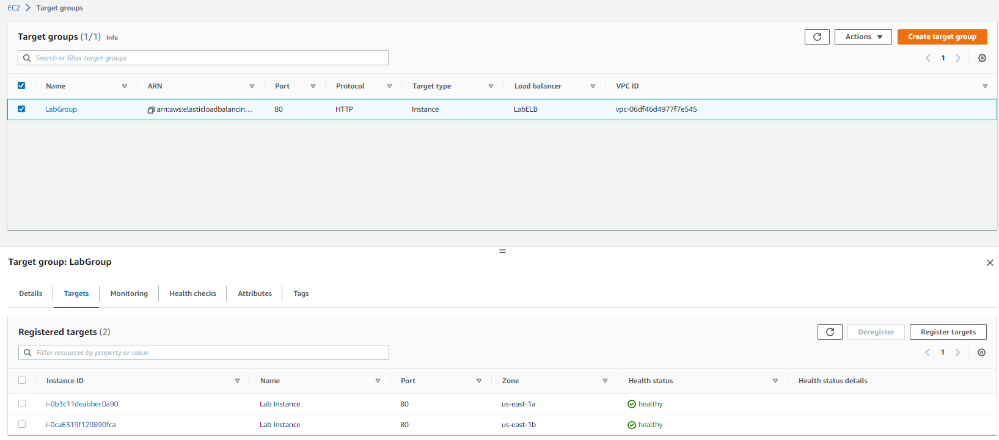 EC2 > Target groups
Target groups (1/1) Info
Actions
Create target group
Search or filter target groups
1
Name ARN Port Protocol Target type Load balancer VPC ID
LabGroup arn:aws:elasticloadbalancin... 80 HTTP Instance LabELB vpc-06df46d4977f7e545
Target group: LabGroup
Details Targets Monitoring Health checks Attributes Tags
Registered targets (2)
Deregister
Register targets
Filter resources by property or value
1
Instance ID Name Port Zone Health status Health status details
i-0b3c11deabbec0a90 Lab Instance 80 us-east-1a healthy
i-0ca6319f129890fca Lab Instance 80 us-east-1b healthy